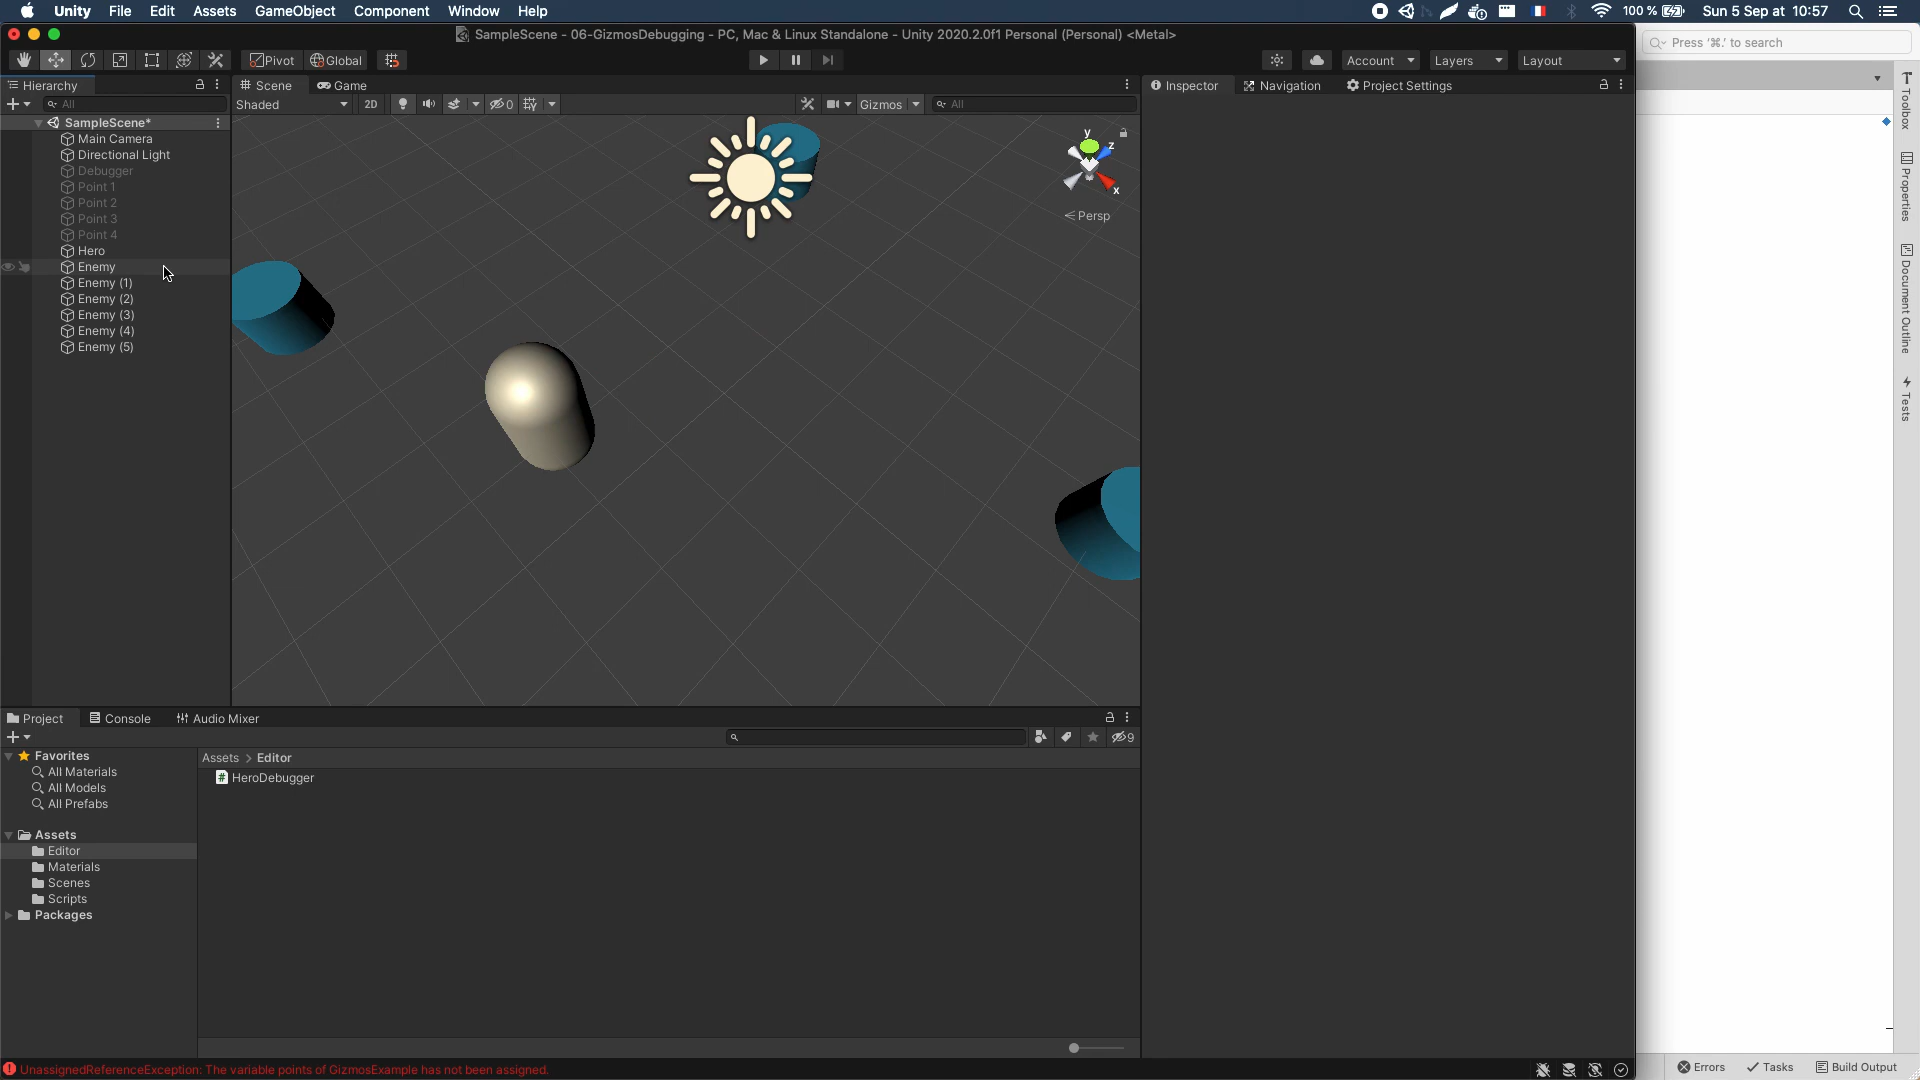 Unity File Edit Assets GameObject Component Window Help
100 % Sun 5 Sep at 10:57
SampleScene - 06-GizmosDebugging - PC, Mac & Linux Standalone - Unity 2020.2.0f1 Personal (Personal) <Metal>
Press '⌘.' to search
Pivot Global
Account Layers Layout
Hierarchy
All
SampleScene*
Main Camera
Directional Light
Debugger
Point 1
Point 2
Point 3
Point 4
Hero
Enemy
Enemy (1)
Enemy (2)
Enemy (3)
Enemy (4)
Enemy (5)
Scene Game
Shaded 2D 0 Gizmos All
y
z
x
Persp
Inspector Navigation Project Settings
Toolbox
Properties
Document Outline
Tests
Project Console Audio Mixer
9
Favorites
All Materials
All Models
All Prefabs
Assets
Editor
Materials
Scenes
Scripts
Packages
Assets > Editor
HeroDebugger
UnassignedReferenceException: The variable points of GizmosExample has not been assigned.
Errors Tasks Build Output